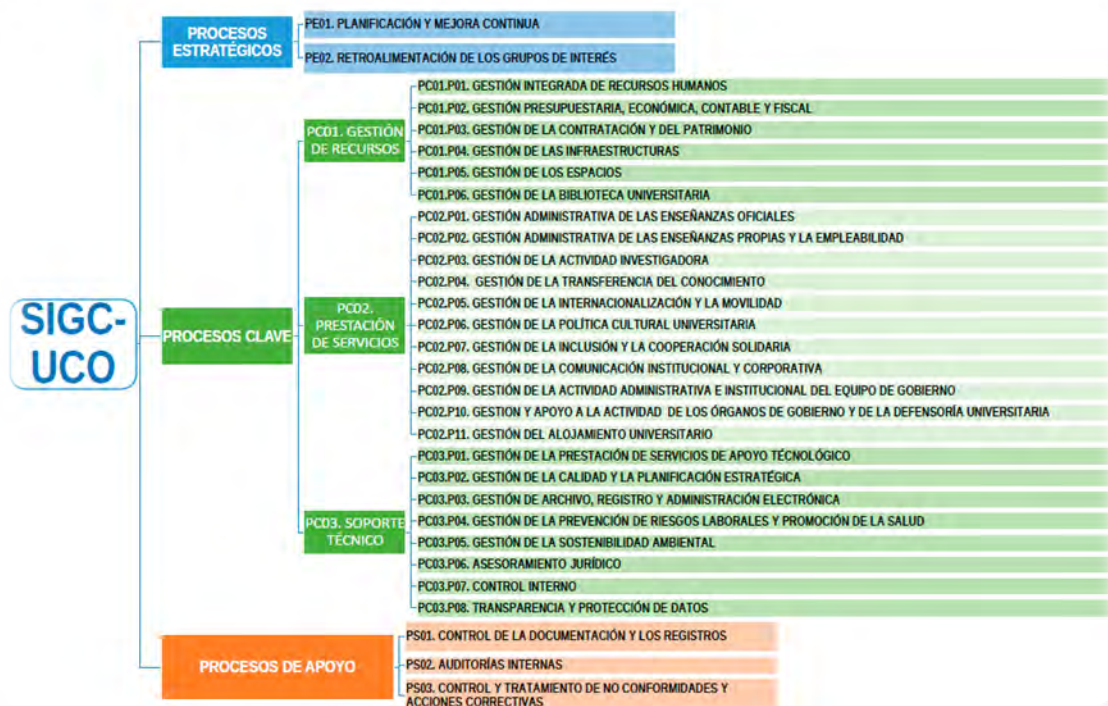 SIGC-
UCO
PROCESOS
ESTRATÉGICOS
PE01. PLANIFICACIÓN Y MEJORA CONTINUA
PE02. RETROALIMENTACIÓN DE LOS GRUPOS DE INTERÉS
PROCESOS CLAVE
PC01. GESTIÓN
DE RECURSOS
PC01.P01. GESTIÓN INTEGRADA DE RECURSOS HUMANOS
PC01.P02. GESTIÓN PRESUPUESTARIA, ECONÓMICA, CONTABLE Y FISCAL
PC01.P03. GESTIÓN DE LA CONTRATACIÓN Y DEL PATRIMONIO
PC01.P04. GESTIÓN DE LAS INFRAESTRUCTURAS
PC01.P05. GESTIÓN DE LOS ESPACIOS
PC01.P06. GESTIÓN DE LA BIBLIOTECA UNIVERSITARIA
PC02.
PRESTACIÓN
DE SERVICIOS
PC02.P01. GESTIÓN ADMINISTRATIVA DE LAS ENSEÑANZAS OFICIALES
PC02.P02. GESTIÓN ADMINISTRATIVA DE LAS ENSEÑANZAS PROPIAS Y LA EMPLEABILIDAD
PC02.P03. GESTIÓN DE LA ACTIVIDAD INVESTIGADORA
PC02.P04. GESTIÓN DE LA TRANSFERENCIA DEL CONOCIMIENTO
PC02.P05. GESTIÓN DE LA INTERNACIONALIZACIÓN Y LA MOVILIDAD
PC02.P06. GESTIÓN DE LA POLÍTICA CULTURAL UNIVERSITARIA
PC02.P07. GESTIÓN DE LA INCLUSIÓN Y LA COOPERACIÓN SOLIDARIA
PC02.P08. GESTIÓN DE LA COMUNICACIÓN INSTITUCIONAL Y CORPORATIVA
PC02.P09. GESTIÓN DE LA ACTIVIDAD ADMINISTRATIVA E INSTITUCIONAL DEL EQUIPO DE GOBIERNO
PC02.P10. GESTION Y APOYO A LA ACTIVIDAD DE LOS ÓRGANOS DE GOBIERNO Y DE LA DEFENSORÍA UNIVERSITARIA
PC02.P11. GESTIÓN DEL ALOJAMIENTO UNIVERSITARIO
PC03. SOPORTE
TÉCNICO
PC03.P01. GESTIÓN DE LA PRESTACIÓN DE SERVICIOS DE APOYO TÉCNOLÓGICO
PC03.P02. GESTIÓN DE LA CALIDAD Y LA PLANIFICACIÓN ESTRATÉGICA
PC03.P03. GESTIÓN DE ARCHIVO, REGISTRO Y ADMINISTRACIÓN ELECTRÓNICA
PC03.P04. GESTIÓN DE LA PREVENCIÓN DE RIESGOS LABORALES Y PROMOCIÓN DE LA SALUD
PC03.P05. GESTIÓN DE LA SOSTENIBILIDAD AMBIENTAL
PC03.P06. ASESORAMIENTO JURÍDICO
PC03.P07. CONTROL INTERNO
PC03.P08. TRANSPARENCIA Y PROTECCIÓN DE DATOS
PROCESOS DE APOYO
PS01. CONTROL DE LA DOCUMENTACIÓN Y LOS REGISTROS
PS02. AUDITORÍAS INTERNAS
PS03. CONTROL Y TRATAMIENTO DE NO CONFORMIDADES Y
ACCIONES CORRECTIVAS